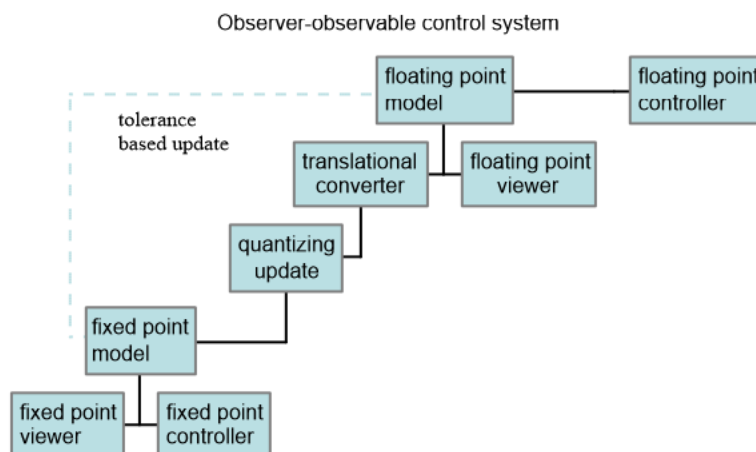 Observer-observable control system
floating point
model
floating point
controller
tolerance
based update
translational
converter
floating point
viewer
quantizing
update
fixed point
model
fixed point
viewer
fixed point
controller